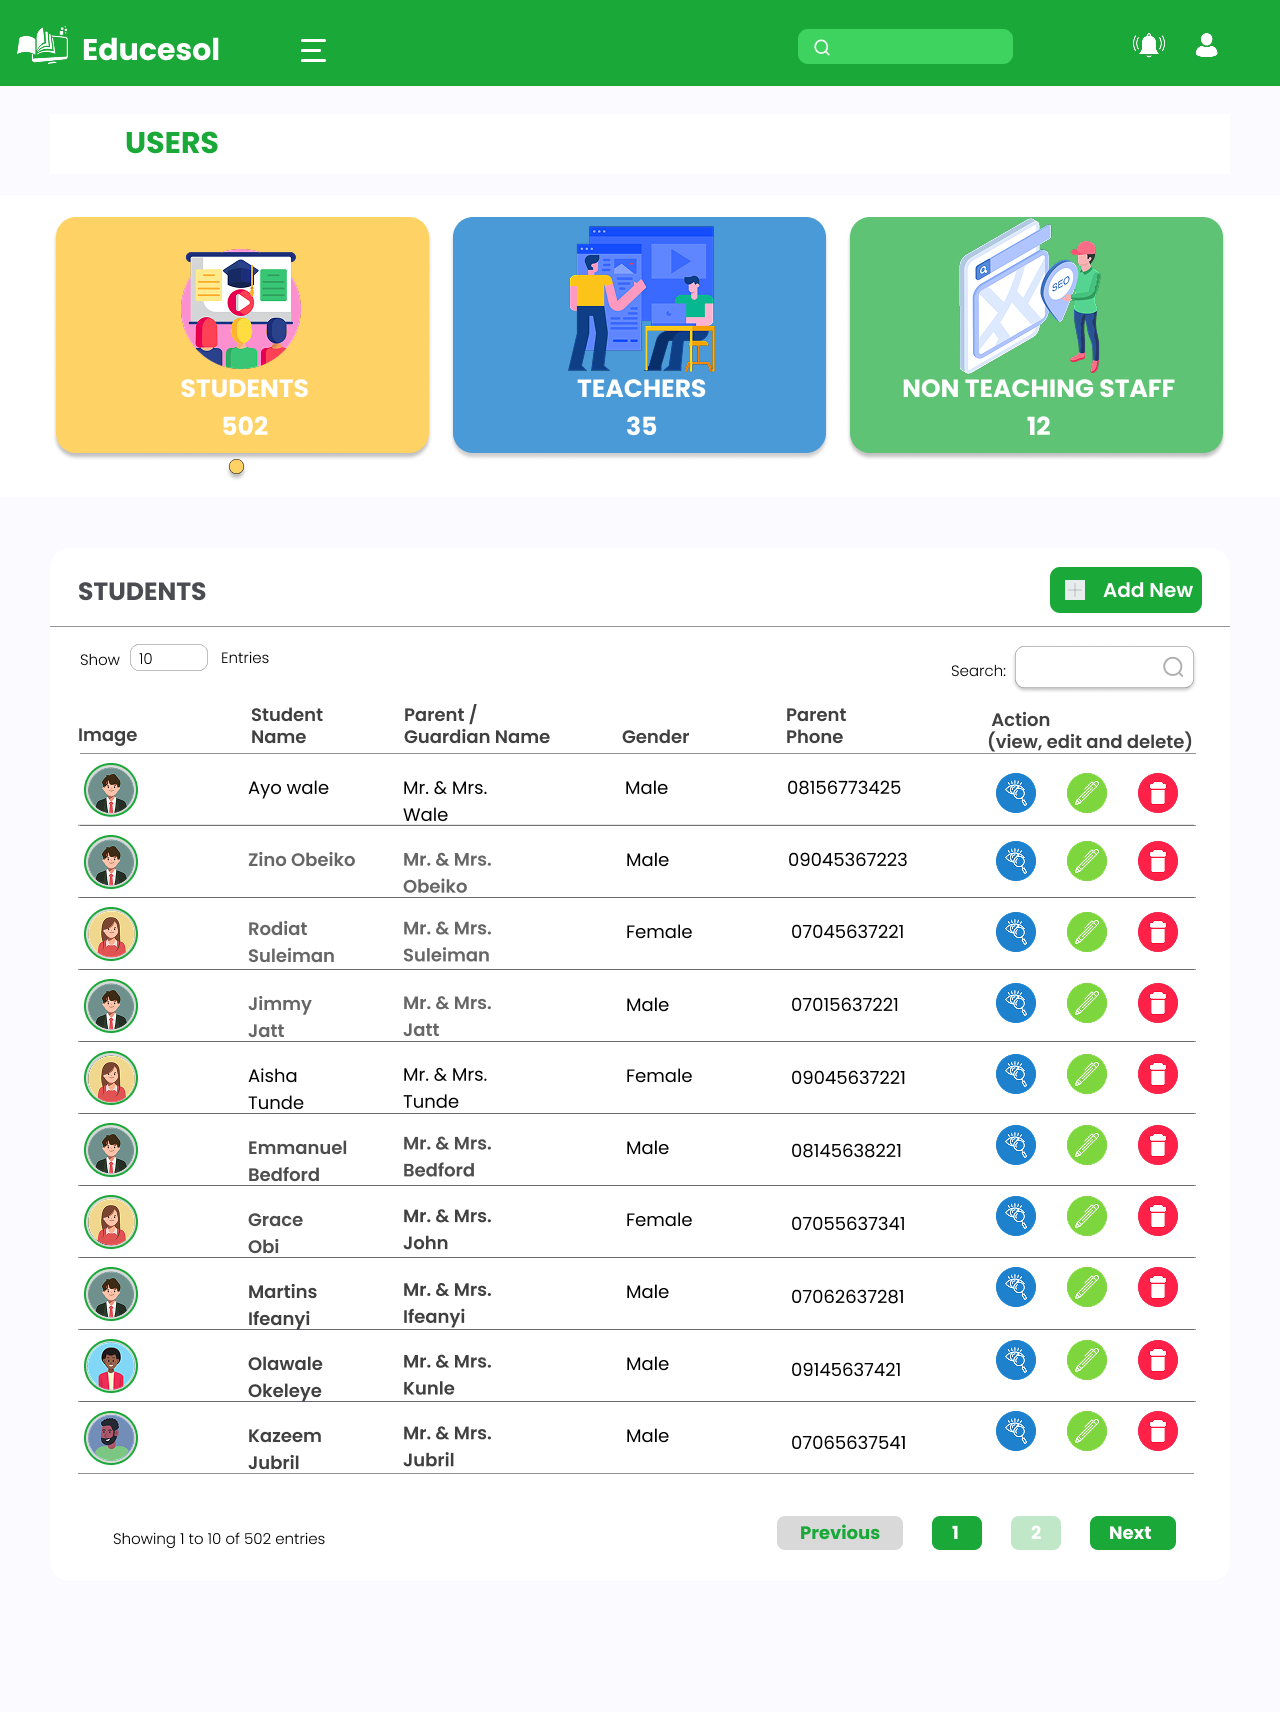 Educesol
USERS
SEO
STUDENTS
502
TEACHERS
35
NON TEACHING STAFF
12
STUDENTS
Add New
Show 10 Entries
Search:
Image
Student
Name
Parent /
Guardian Name
Gender
Parent
Phone
Action
(view, edit and delete)
Ayo wale
Mr. & Mrs.
Wale
Male
08156773425
Zino Obeiko
Mr. & Mrs.
Obeiko
Male
09045367223
Rodiat
Suleiman
Mr. & Mrs.
Suleiman
Female
07045637221
Jimmy
Jatt
Mr. & Mrs.
Jatt
Male
07015637221
Aisha
Tunde
Mr. & Mrs.
Tunde
Female
09045637221
Emmanuel
Bedford
Mr. & Mrs.
Bedford
Male
08145638221
Grace
Obi
Mr. & Mrs.
John
Female
07055637341
Martins
Ifeanyi
Mr. & Mrs.
Ifeanyi
Male
07062637281
Olawale
Okeleye
Mr. & Mrs.
Kunle
Male
09145637421
Kazeem
Jubril
Mr. & Mrs.
Jubril
Male
07065637541
Showing 1 to 10 of 502 entries
Previous
1
2
Next